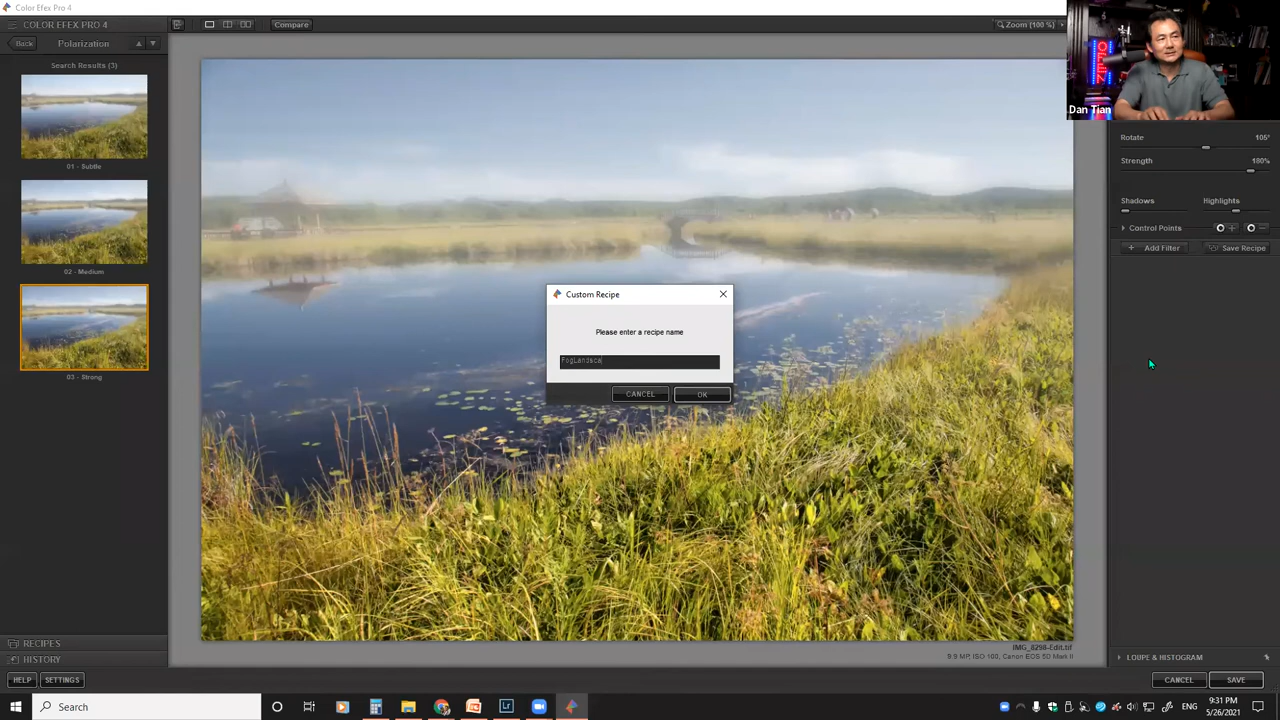 Color Efex Pro 4
COLOR EFEX PRO 4
Compare
Zoom (100 %)
Back
Polarization
Search Results (3)
01 - Subtle
02 - Medium
03 - Strong
OPEN
Dan Tian
Rotate 105°
Strength 180%
Shadows Highlights
Control Points
Add Filter Save Recipe
Custom Recipe
Please enter a recipe name
FogLandsca
CANCEL OK
RECIPES
HISTORY
IMG_8298-Edit.tif
9.9 MP, ISO 100, Canon EOS 5D Mark II
LOUPE & HISTOGRAM
HELP SETTINGS
CANCEL SAVE
Search
Lr
ENG
9:31 PM
5/26/2021